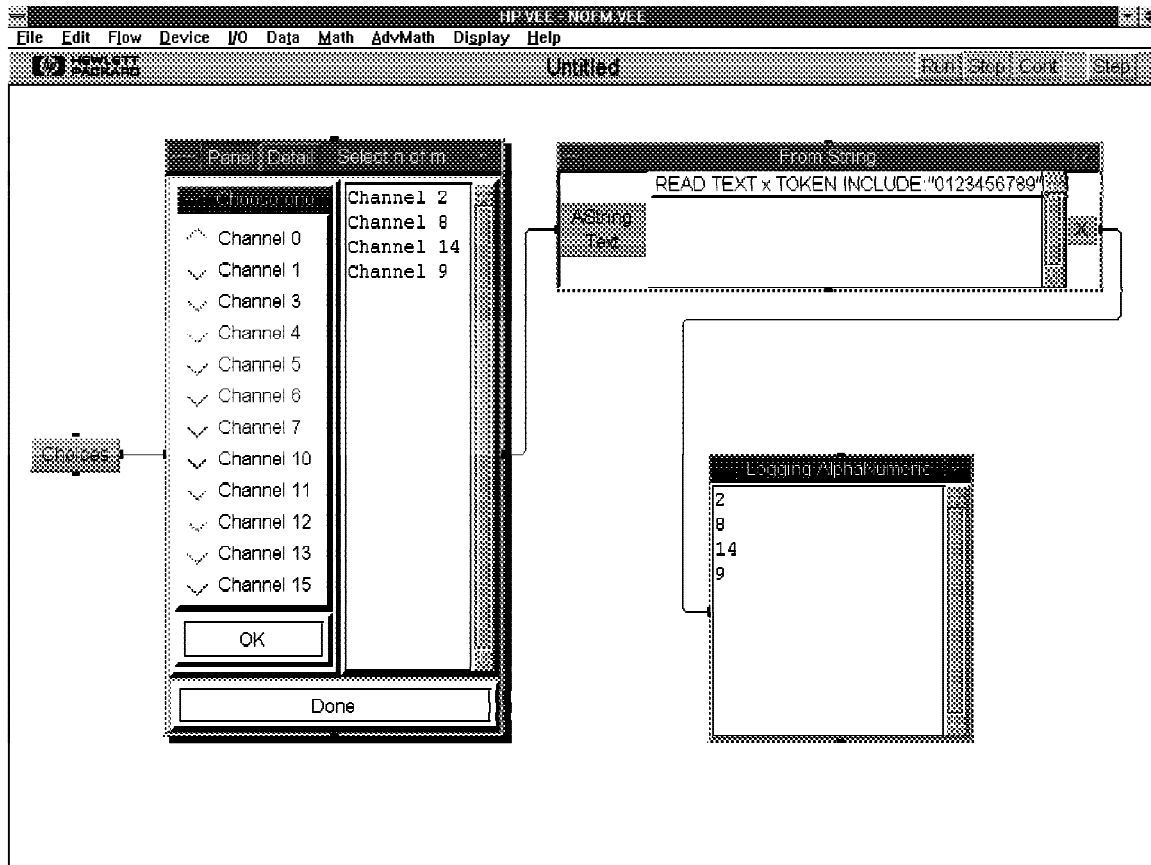 HP VEE - NOFM.VEE
File Edit Flow Device I/O Data Math AdvMath Display Help
HEWLETT PACKARD
Untitled
Run Stop Cont Step
Panel Detail Select n of m
Choose one
Channel 0
Channel 1
Channel 3
Channel 4
Channel 5
Channel 6
Channel 7
Channel 10
Channel 11
Channel 12
Channel 13
Channel 15
OK
Channel 2
Channel 8
Channel 14
Channel 9
Done
Choices
From String
READ TEXT x TOKEN INCLUDE:"0123456789"
AString
Text
X
Logging AlphaNumeric
2
8
14
9